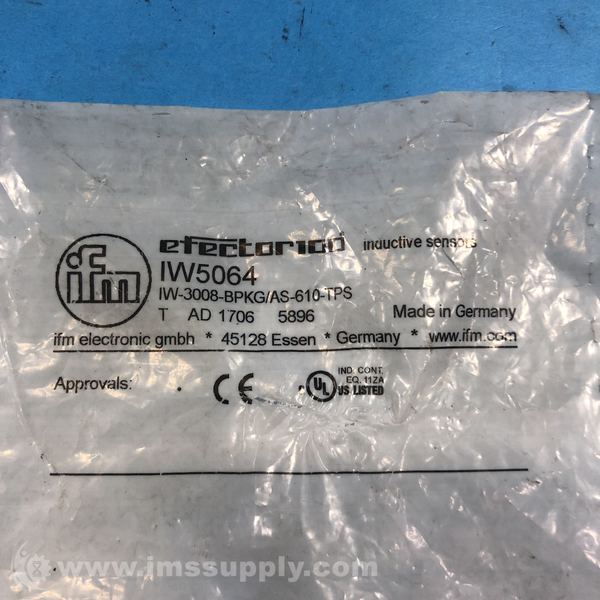 ifm
efector100 inductive sensors
IW5064
IW-3008-BPKG/AS-610-TPS
T AD 1706 5896 Made in Germany
ifm electronic gmbh * 45128 Essen * Germany * www.ifm.com
Approvals: CE c UL US LISTED
IND. CONT.
EQ. 11ZA
www.imssupply.com